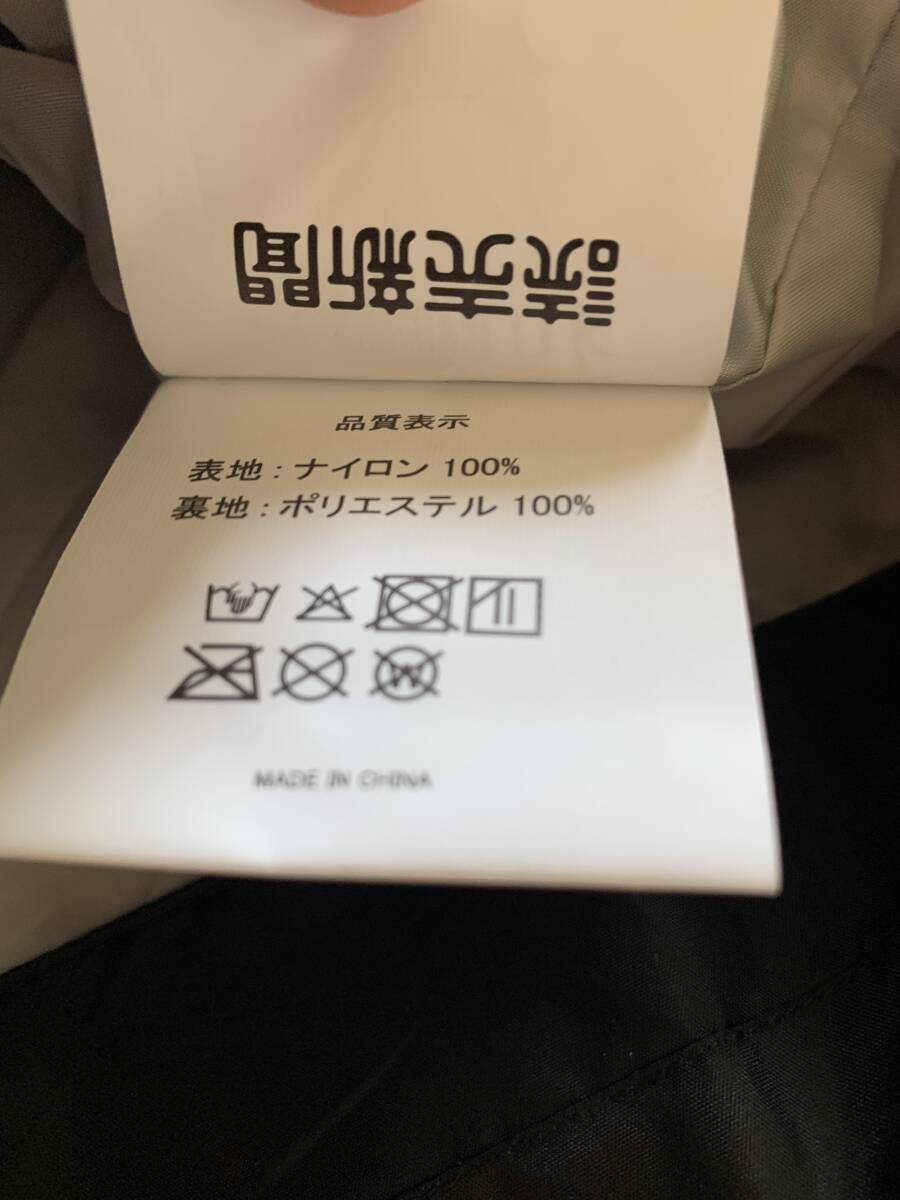 読売新聞
品質表示
表地 : ナイロン 100%
裏地 : ポリエステル 100%
MADE IN CHINA